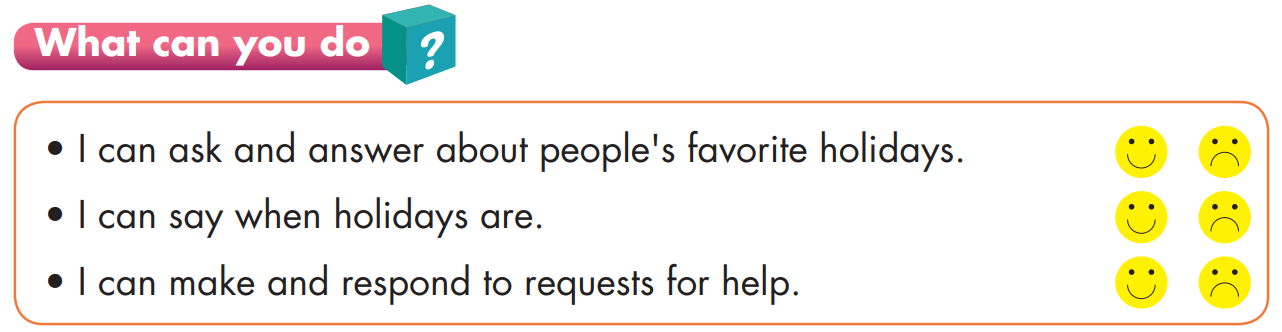 What can you do ?
• I can ask and answer about people's favorite holidays.
• I can say when holidays are.
• I can make and respond to requests for help.